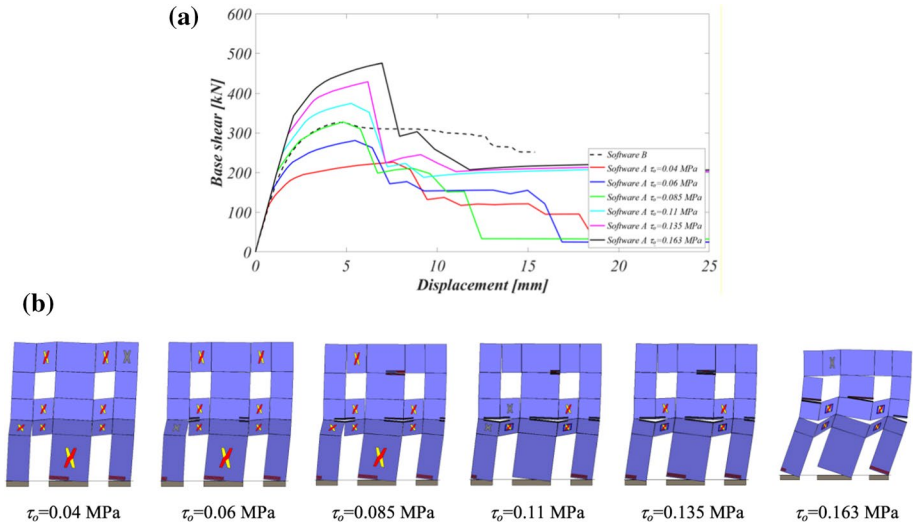 (a)
600
500
400
300
200
100
0
Base shear [kN]
0 5 10 15 20 25
Displacement [mm]
Software B
Software A τo=0.04 MPa
Software A τo=0.06 MPa
Software A τo=0.085 MPa
Software A τo=0.11 MPa
Software A τo=0.135 MPa
Software A τo=0.163 MPa
(b)
τo=0.04 MPa τo=0.06 MPa τo=0.085 MPa τo=0.11 MPa τo=0.135 MPa τo=0.163 MPa